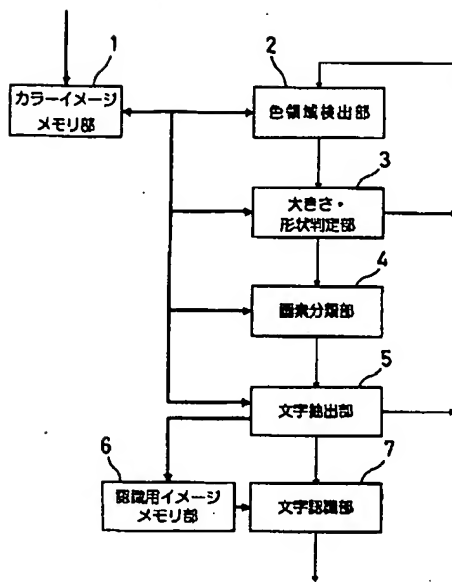 1
カラーイメージ
メモリ部
2
色領域検出部
3
大きさ・
形状判定部
4
画素分類部
5
文字抽出部
6
認識用イメージ
メモリ部
7
文字認識部